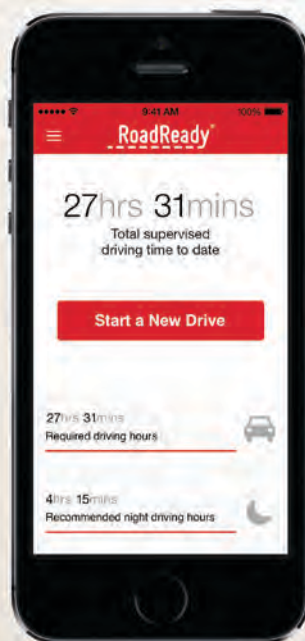 9:41 AM
100%
RoadReady®
27hrs 31mins
Total supervised
driving time to date
Start a New Drive
27hrs 31mins
Required driving hours
4hrs 15mins
Recommended night driving hours